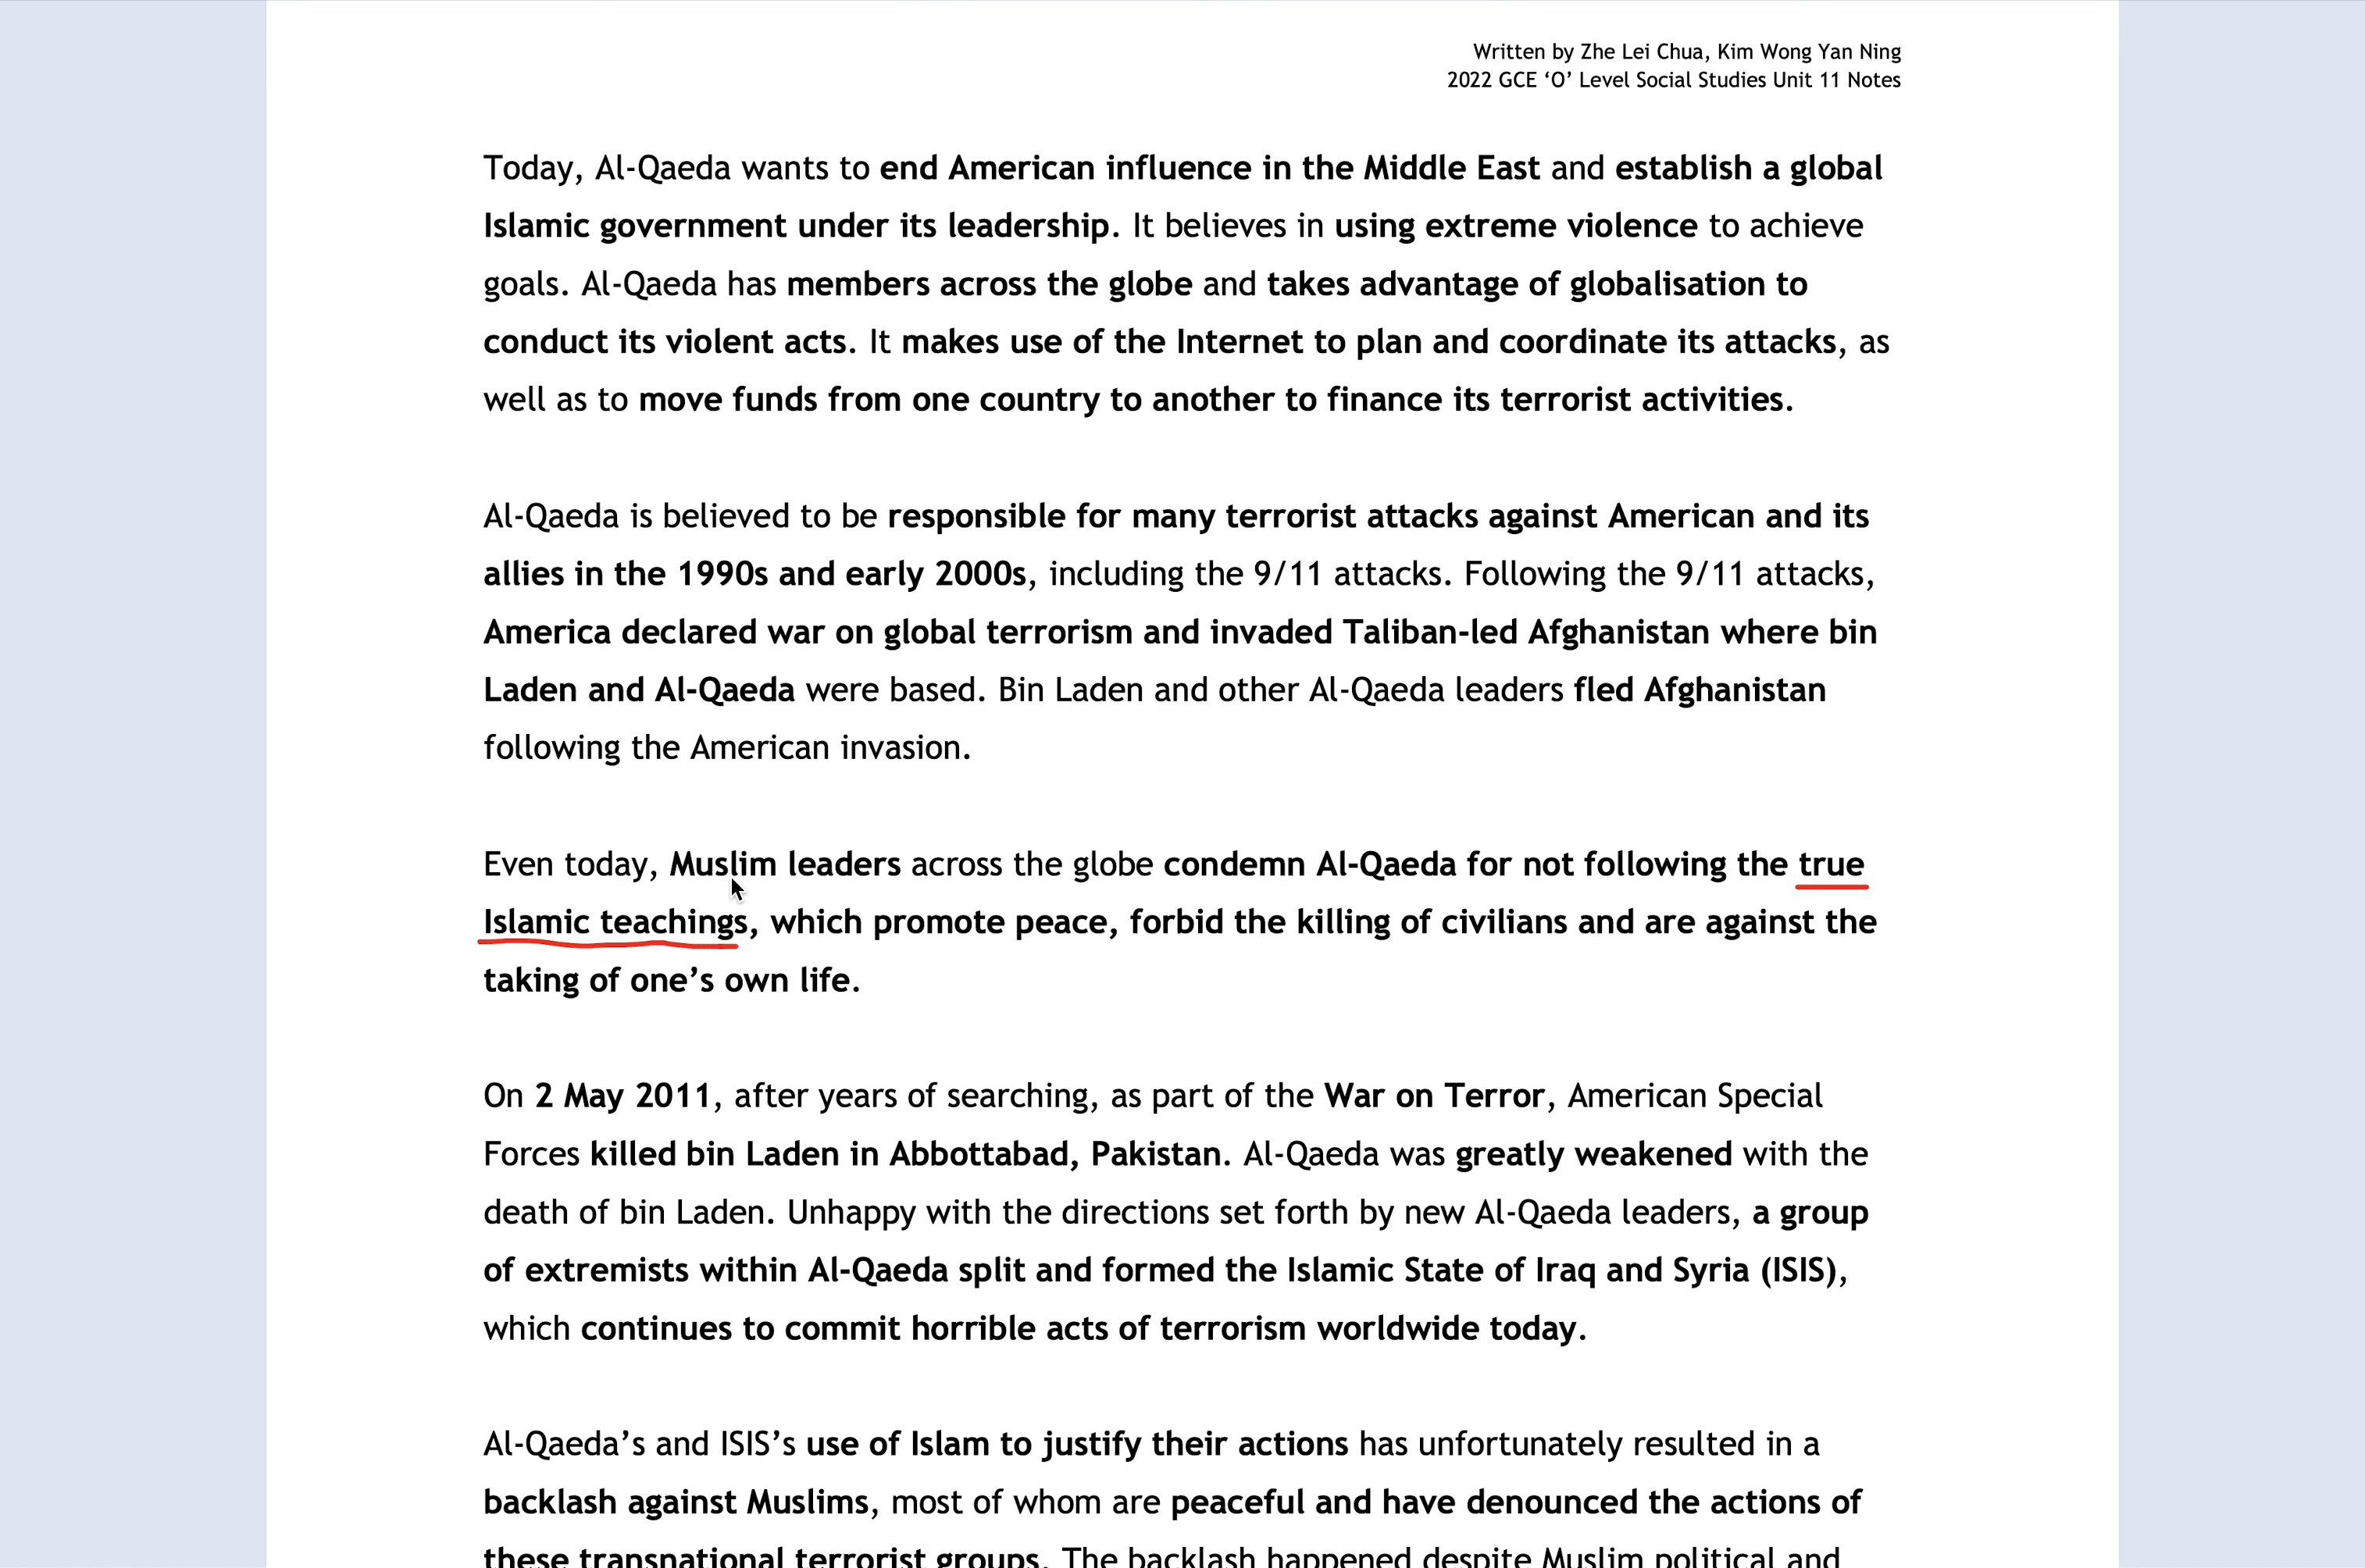 Written by Zhe Lei Chua, Kim Wong Yan Ning
2022 GCE ‘O’ Level Social Studies Unit 11 Notes
Today, Al-Qaeda wants to end American influence in the Middle East and establish a global
Islamic government under its leadership. It believes in using extreme violence to achieve
goals. Al-Qaeda has members across the globe and takes advantage of globalisation to
conduct its violent acts. It makes use of the Internet to plan and coordinate its attacks, as
well as to move funds from one country to another to finance its terrorist activities.
Al-Qaeda is believed to be responsible for many terrorist attacks against American and its
allies in the 1990s and early 2000s, including the 9/11 attacks. Following the 9/11 attacks,
America declared war on global terrorism and invaded Taliban-led Afghanistan where bin
Laden and Al-Qaeda were based. Bin Laden and other Al-Qaeda leaders fled Afghanistan
following the American invasion.
Even today, Muslim leaders across the globe condemn Al-Qaeda for not following the true
Islamic teachings, which promote peace, forbid the killing of civilians and are against the
taking of one’s own life.
On 2 May 2011, after years of searching, as part of the War on Terror, American Special
Forces killed bin Laden in Abbottabad, Pakistan. Al-Qaeda was greatly weakened with the
death of bin Laden. Unhappy with the directions set forth by new Al-Qaeda leaders, a group
of extremists within Al-Qaeda split and formed the Islamic State of Iraq and Syria (ISIS),
which continues to commit horrible acts of terrorism worldwide today.
Al-Qaeda’s and ISIS’s use of Islam to justify their actions has unfortunately resulted in a
backlash against Muslims, most of whom are peaceful and have denounced the actions of
these transnational terrorist groups. The backlash happened despite Muslim political and